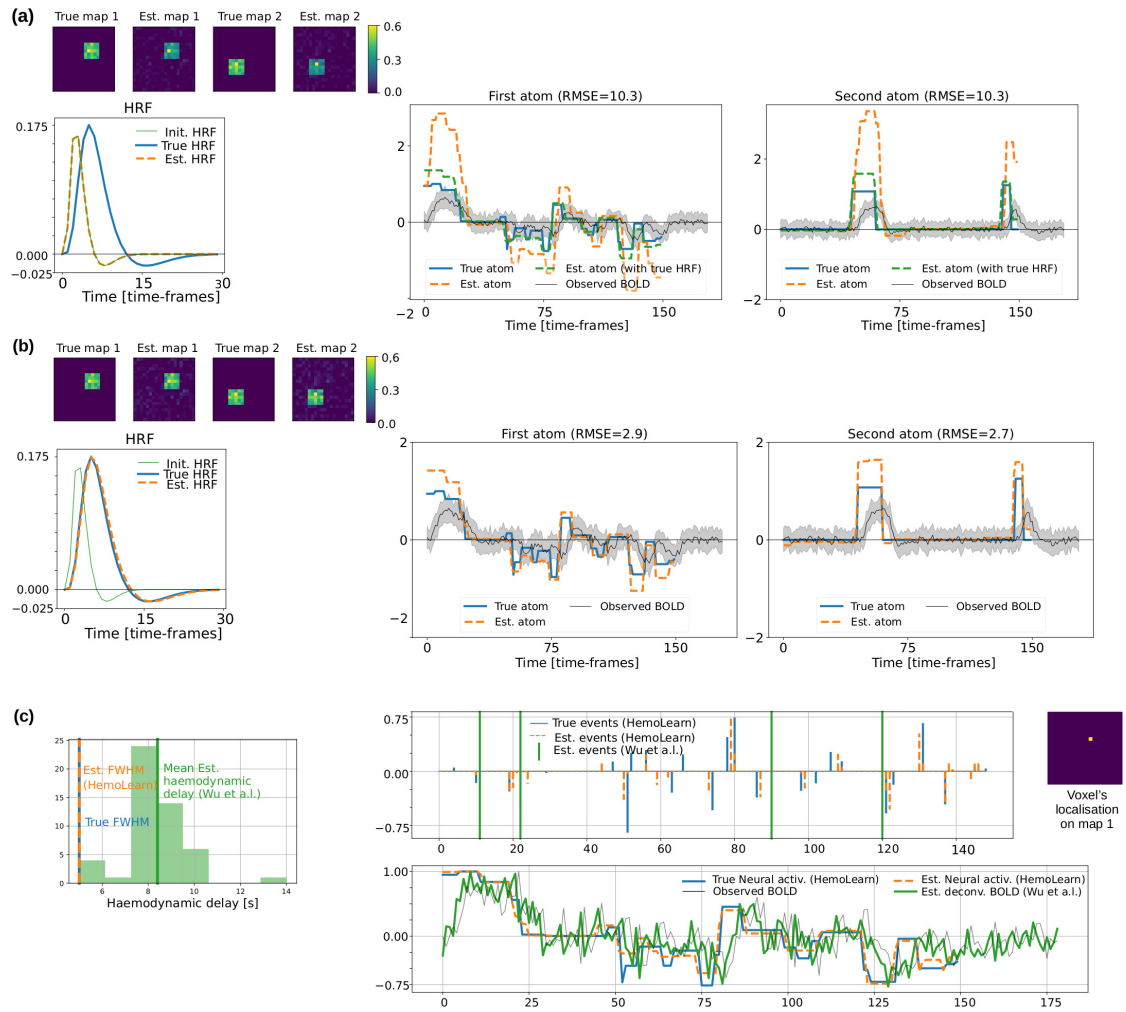 (a)
True map 1 Est. map 1 True map 2 Est. map 2
0.6
0.3
0.0
HRF
0.175
0.000
−0.025
Init. HRF
True HRF
Est. HRF
0 15 30
Time [time-frames]
First atom (RMSE=10.3)
2
0
−2
True atom
Est. atom
Est. atom (with true HRF)
Observed BOLD
0 75 150
Time [time-frames]
Second atom (RMSE=10.3)
2
0
True atom
Est. atom
Est. atom (with true HRF)
Observed BOLD
0 75 150
Time [time-frames]
(b)
True map 1 Est. map 1 True map 2 Est. map 2
0.6
0.3
0.0
HRF
0.175
0.000
−0.025
Init. HRF
True HRF
Est. HRF
0 15 30
Time [time-frames]
First atom (RMSE=2.9)
2
0
−2
True atom
Est. atom
Observed BOLD
0 75 150
Time [time-frames]
Second atom (RMSE=2.7)
2
0
−2
True atom
Est. atom
Observed BOLD
0 75 150
Time [time-frames]
(c)
25
20
15
10
5
0
Est. FWHM
(HemoLearn)
True FWHM
Mean Est.
haemodynamic
delay (Wu et a.l.)
6 8 10 12 14
Haemodynamic delay [s]
0.75
0.00
−0.75
True events (HemoLearn)
Est. events (HemoLearn)
Est. events (Wu et a.l.)
0 20 40 60 80 100 120 140
Voxel's
localisation
on map 1
1.00
0.00
−0.75
True Neural activ. (HemoLearn)
Observed BOLD
Est. Neural activ. (HemoLearn)
Est. deconv. BOLD (Wu et a.l.)
0 25 50 75 100 125 150 175